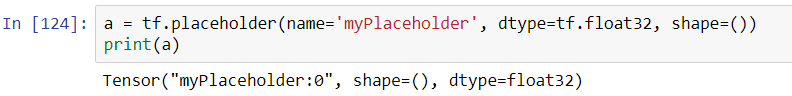 In [124]: a = tf.placeholder(name='myPlaceholder', dtype=tf.float32, shape=())
print(a)
Tensor("myPlaceholder:0", shape=(), dtype=float32)